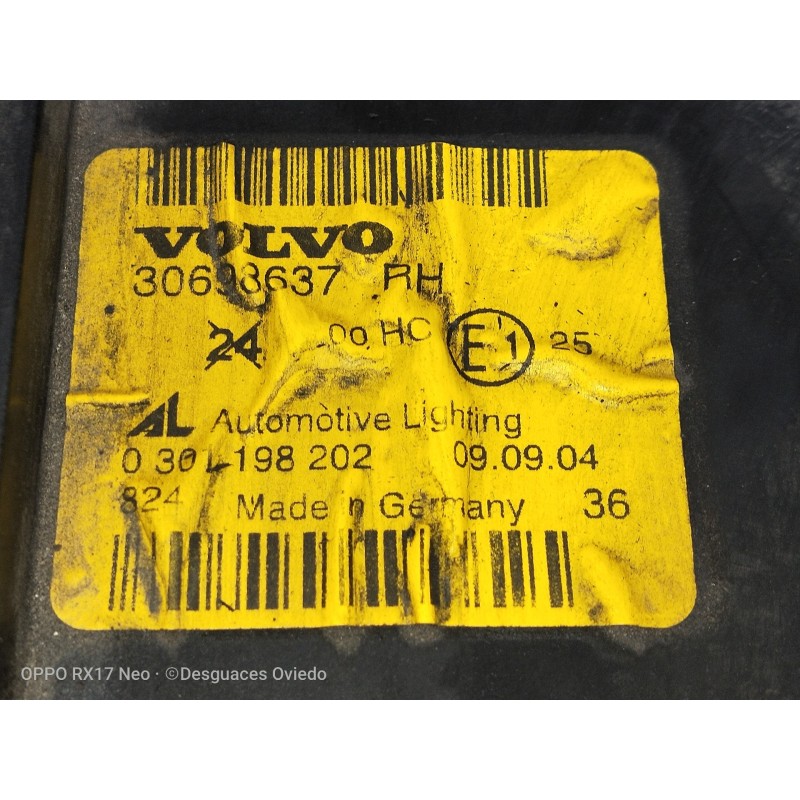 VOLVO
30698637 RH
24 00 HC E 1 25
AL Automotive Lighting
0 301 198 202 09.09.04
824 Made in Germany 36
OPPO RX17 Neo · ©Desguaces Oviedo